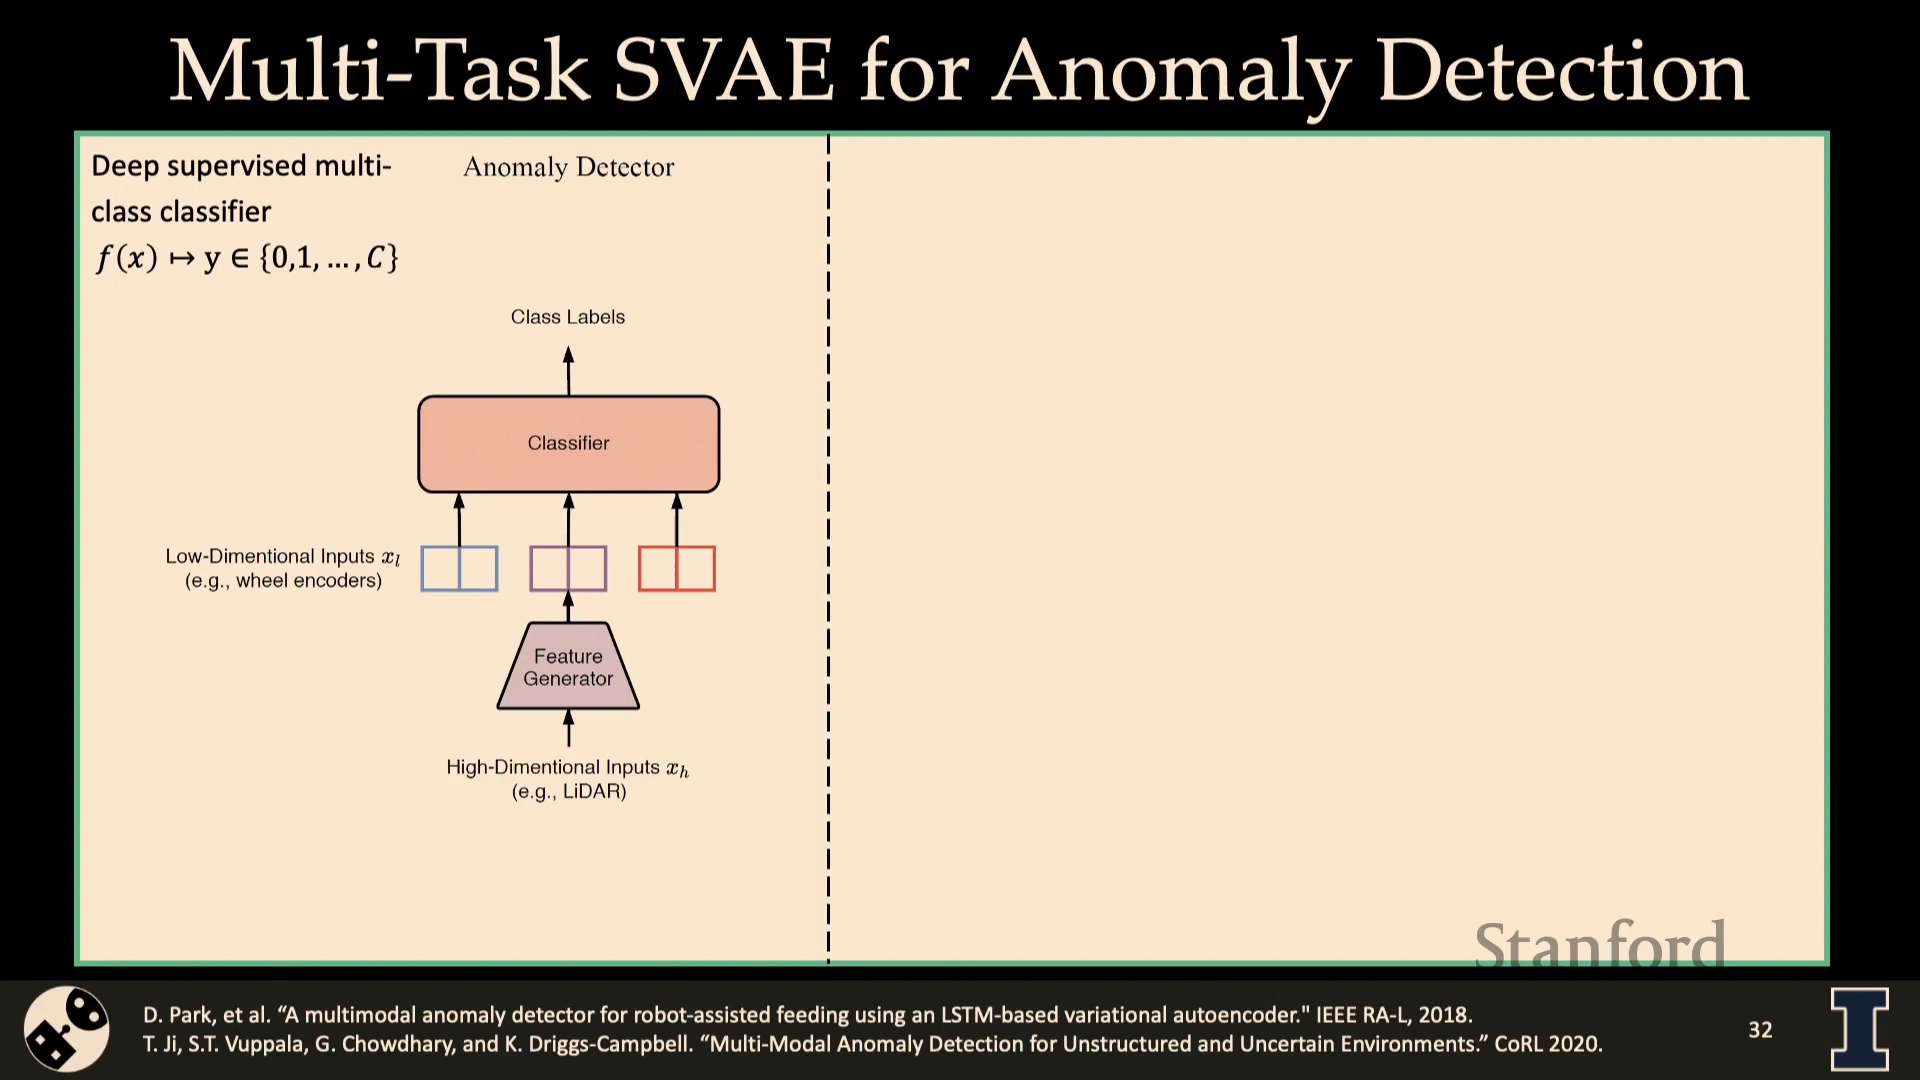 Multi-Task SVAE for Anomaly Detection
Deep supervised multi-
class classifier
f(x) ↦ y ∈ {0,1, … , C}
Anomaly Detector
Class Labels
Classifier
Low-Dimentional Inputs x_l
(e.g., wheel encoders)
Feature
Generator
High-Dimentional Inputs x_h
(e.g., LiDAR)
Stanford
D. Park, et al. “A multimodal anomaly detector for robot-assisted feeding using an LSTM-based variational autoencoder." IEEE RA-L, 2018.
T. Ji, S.T. Vuppala, G. Chowdhary, and K. Driggs-Campbell. “Multi-Modal Anomaly Detection for Unstructured and Uncertain Environments.” CoRL 2020.
32
I